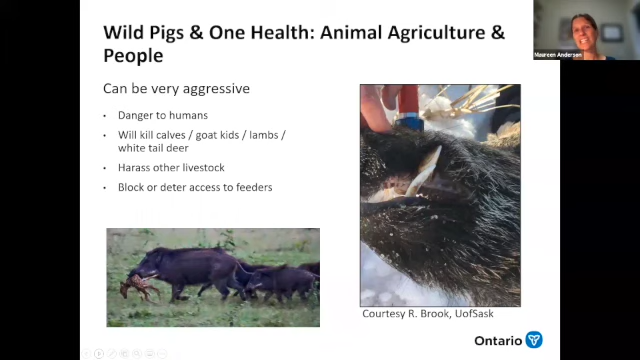 Wild Pigs & One Health: Animal Agriculture &
People
Can be very aggressive
• Danger to humans
• Will kill calves / goat kids / lambs /
white tail deer
• Harass other livestock
• Block or deter access to feeders
Courtesy R. Brook, UofSask
Ontario
Maureen Anderson